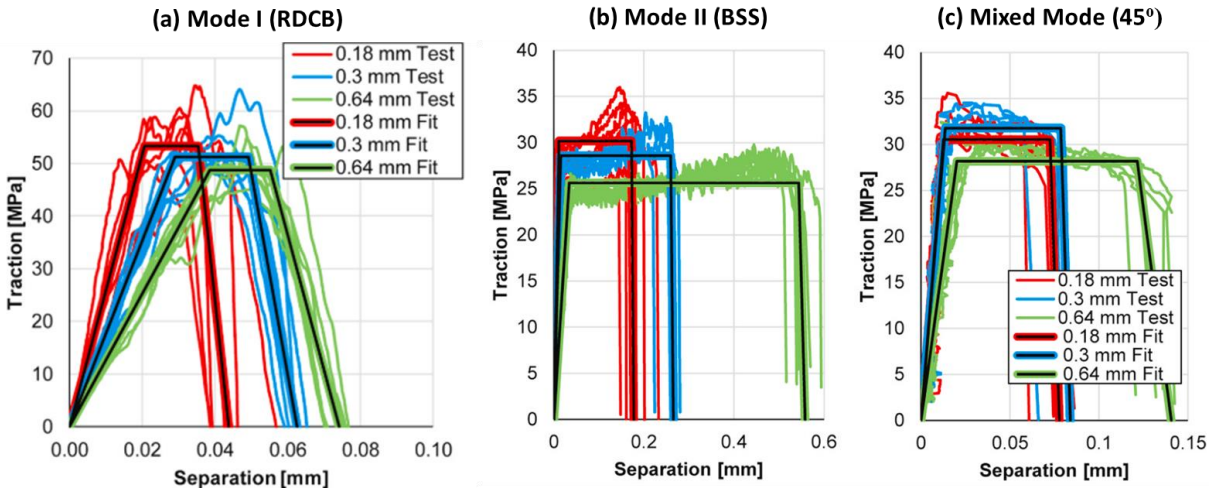 (a) Mode I (RDCB)
Traction [MPa]
70
60
50
40
30
20
10
0
0.00
0.02
0.04
0.06
0.08
0.10
Separation [mm]
0.18 mm Test
0.3 mm Test
0.64 mm Test
0.18 mm Fit
0.3 mm Fit
0.64 mm Fit
(b) Mode II (BSS)
Traction [MPa]
40
35
30
25
20
15
10
5
0
0
0.2
0.4
0.6
Separation [mm]
(c) Mixed Mode (45⁰)
Traction [MPa]
40
35
30
25
20
15
10
5
0
0
0.05
0.1
0.15
Separation [mm]
0.18 mm Test
0.3 mm Test
0.64 mm Test
0.18 mm Fit
0.3 mm Fit
0.64 mm Fit